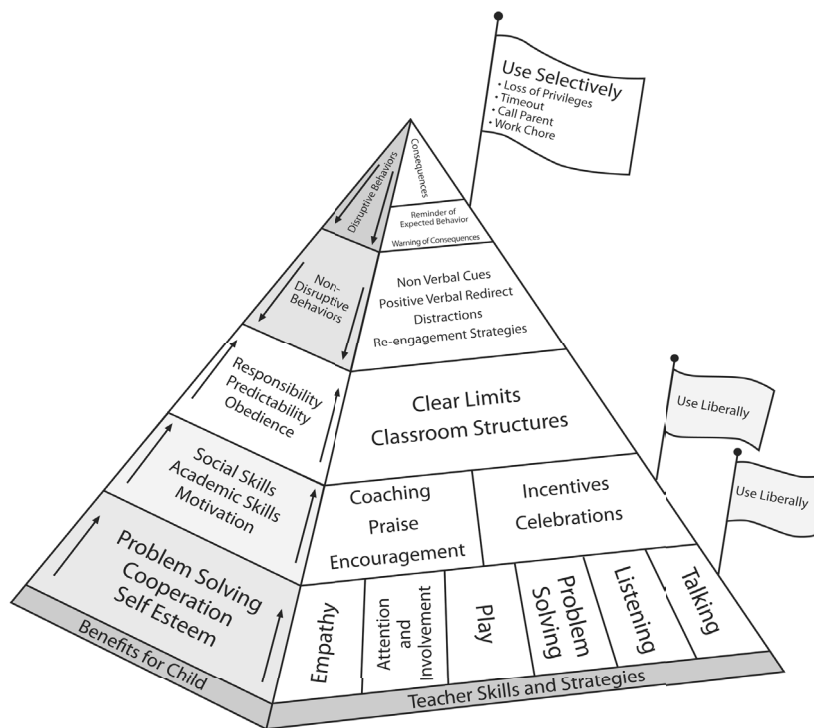 Use Selectively
• Loss of Privileges
• Timeout
• Call Parent
• Work Chore
Disruptive Behaviors
Consequences
Reminder of
Expected Behavior
Warning of Consequences
Non-
Disruptive
Behaviors
Non Verbal Cues
Positive Verbal Redirect
Distractions
Re-engagement Strategies
Responsibility
Predictability
Obedience
Clear Limits
Classroom Structures
Use Liberally
Social Skills
Academic Skills
Motivation
Coaching
Praise
Encouragement
Incentives
Celebrations
Use Liberally
Problem Solving
Cooperation
Self Esteem
Empathy
Attention
and
Involvement
Play
Problem
Solving
Listening
Talking
Benefits for Child
Teacher Skills and Strategies